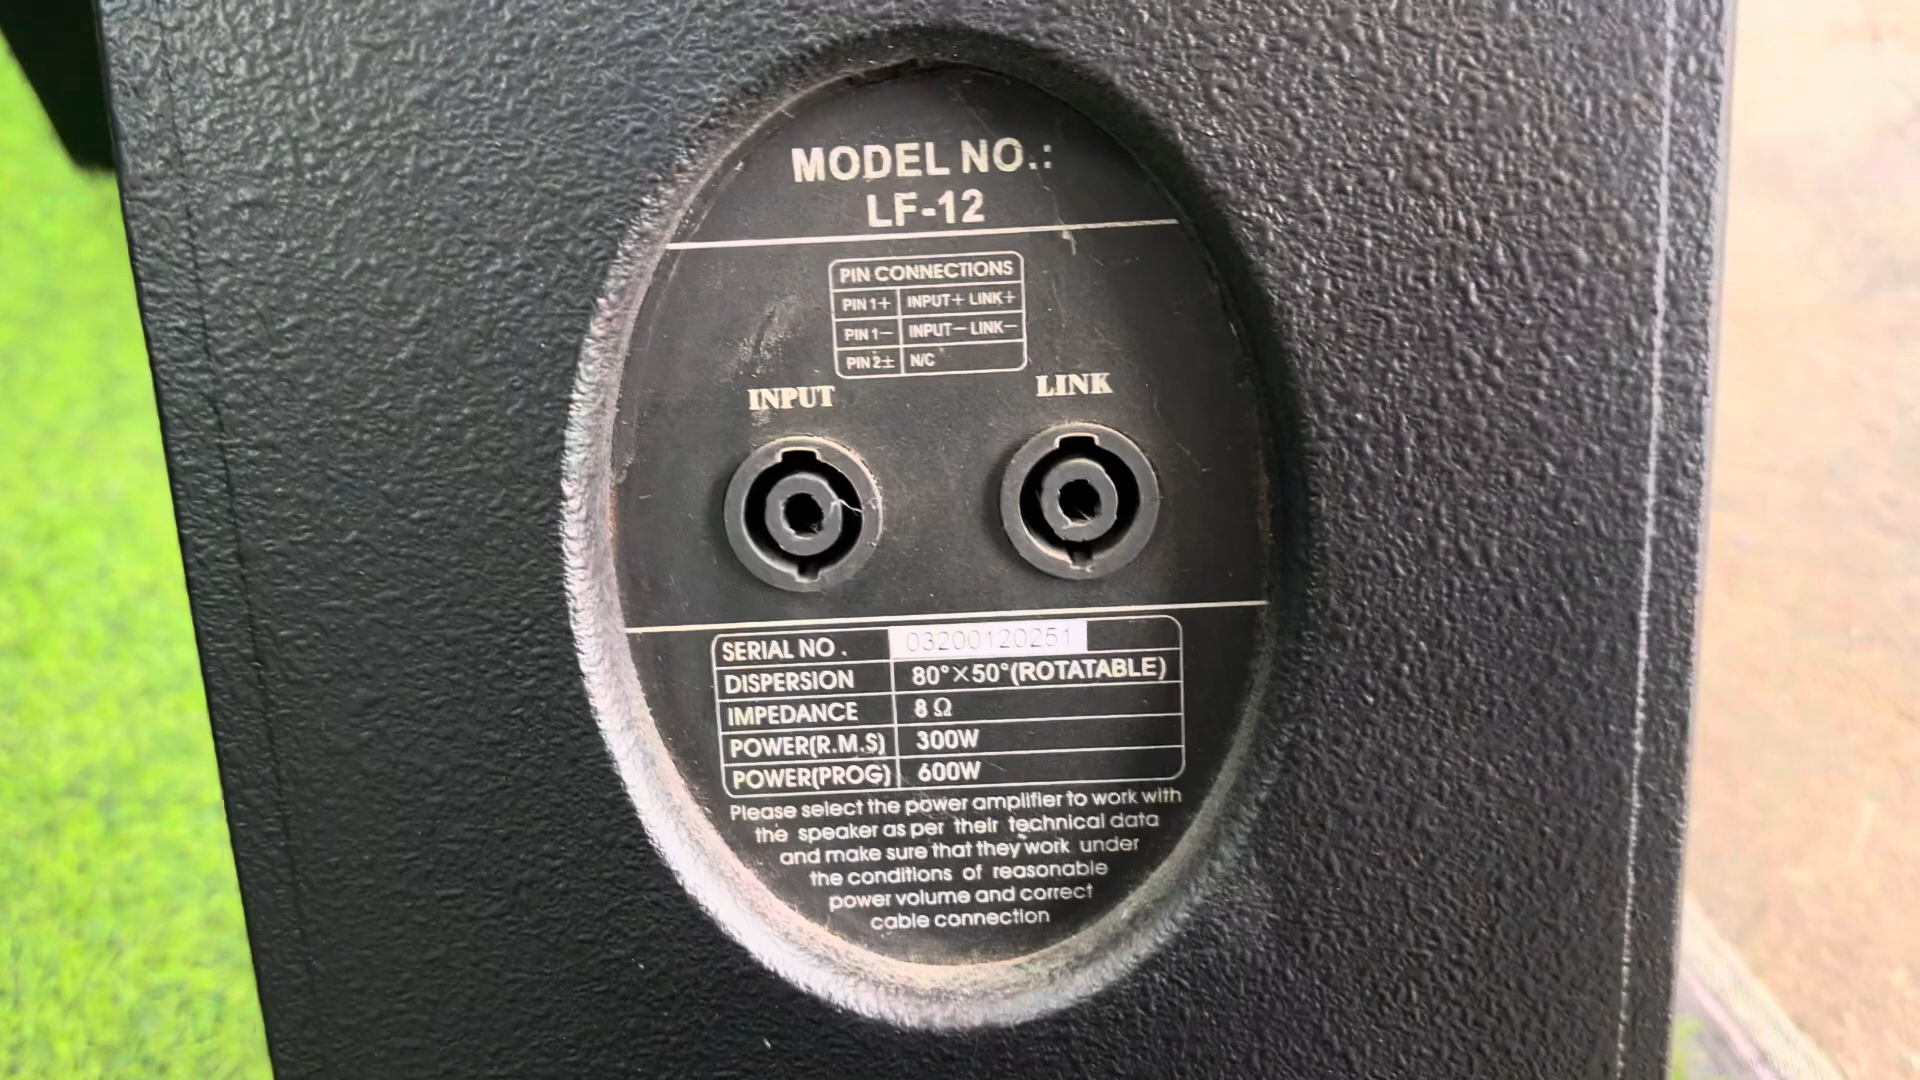 MODEL NO.:
LF-12
PIN CONNECTIONS
PIN 1+ INPUT+ LINK+
PIN 1− INPUT− LINK−
PIN 2± N/C
INPUT LINK
SERIAL NO. 03200120251
DISPERSION 80°×50°(ROTATABLE)
IMPEDANCE 8 Ω
POWER(R.M.S) 300W
POWER(PROG) 600W
Please select the power amplifier to work with
the speaker as per their technical data
and make sure that they work under
the conditions of reasonable
power volume and correct
cable connection